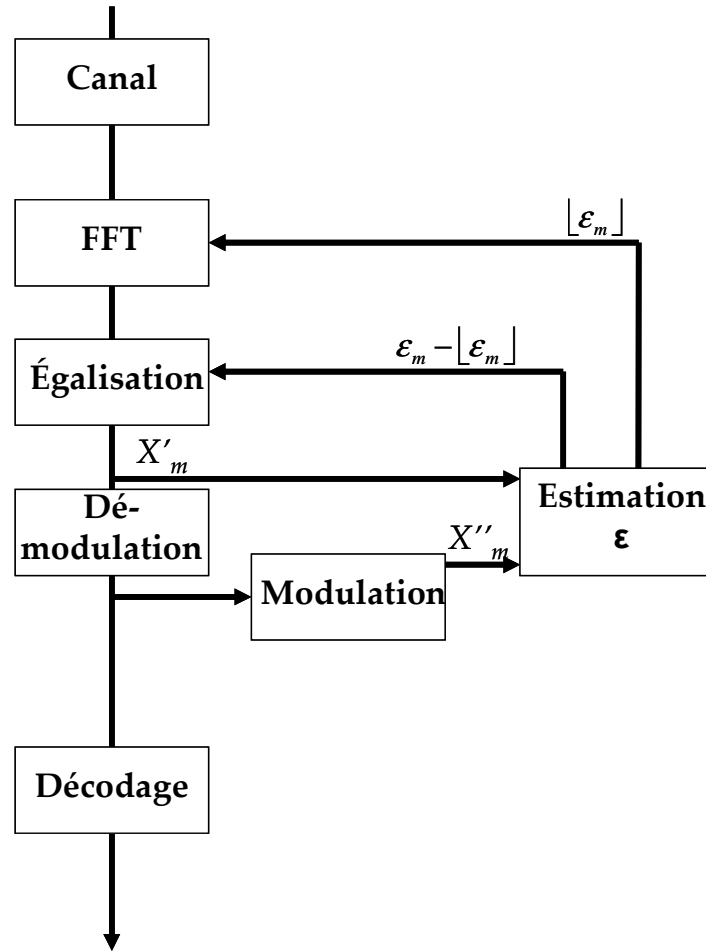 Canal
⌊ε_m⌋
FFT
ε_m − ⌊ε_m⌋
Égalisation
X′_m
Estimation
ε
Dé-
modulation
X′′_m
Modulation
Décodage